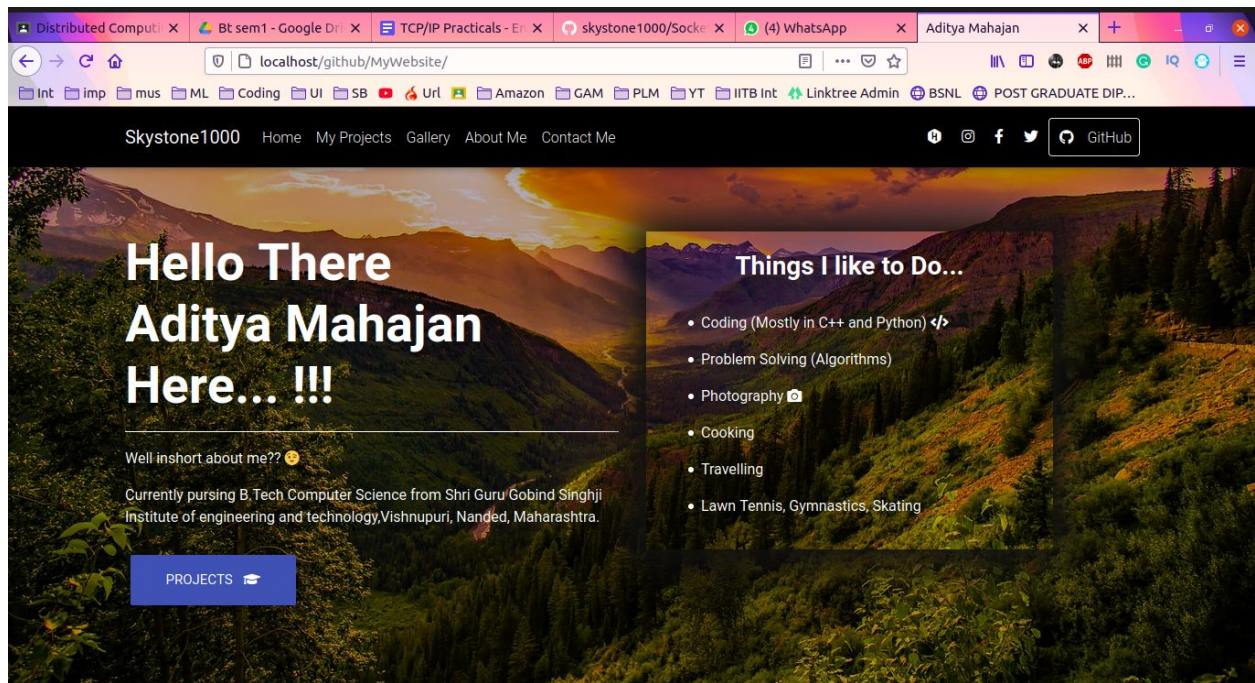 Distributed Computi
Bt sem1 - Google Dri
TCP/IP Practicals - En
skystone1000/Socke
(4) WhatsApp
Aditya Mahajan
localhost/github/MyWebsite/
Int imp mus ML Coding UI SB Url Amazon GAM PLM YT IITB Int Linktree Admin BSNL POST GRADUATE DIP...
Skystone1000 Home My Projects Gallery About Me Contact Me GitHub
Hello There
Aditya Mahajan
Here... !!!
Well inshort about me?? 😉
Currently pursing B.Tech Computer Science from Shri Guru Gobind Singhji
Institute of engineering and technology,Vishnupuri, Nanded, Maharashtra.
PROJECTS
Things I like to Do...
• Coding (Mostly in C++ and Python) </>
• Problem Solving (Algorithms)
• Photography
• Cooking
• Travelling
• Lawn Tennis, Gymnastics, Skating